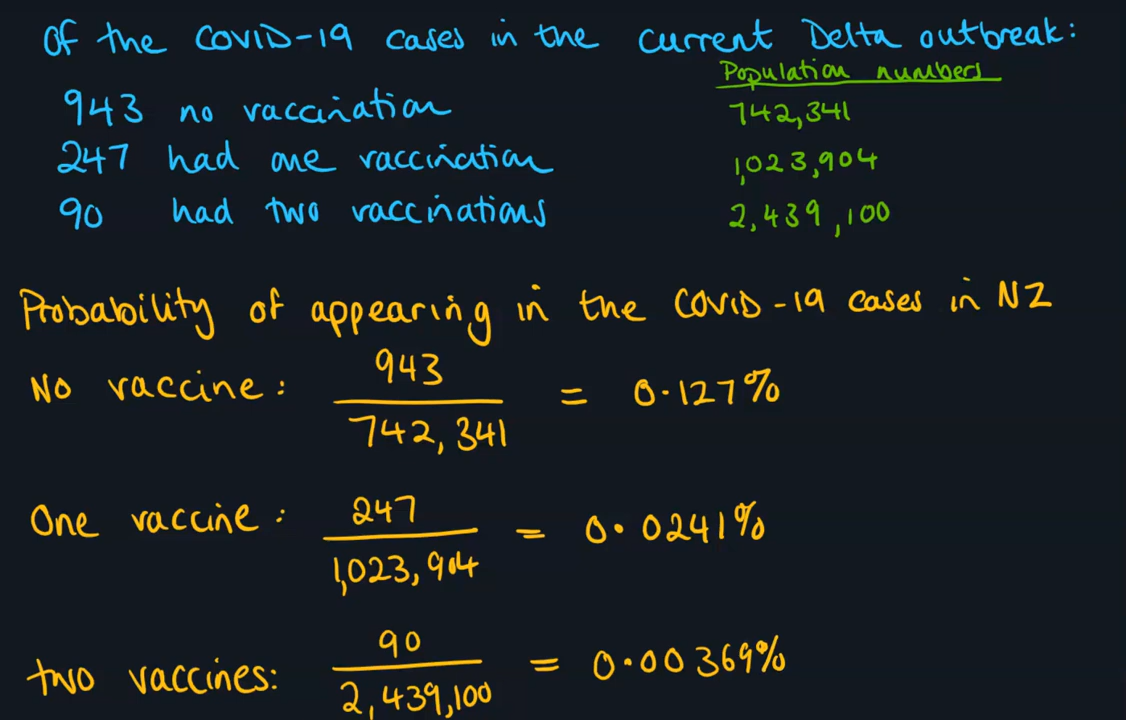 Of the COVID-19 cases in the current Delta outbreak:
Population numbers
943 no vaccination 742,341
247 had one vaccination 1,023,904
90 had two vaccinations 2,439,100
Probability of appearing in the COVID-19 cases in NZ
No vaccine: 943 / 742,341 = 0.127%
One vaccine: 247 / 1,023,904 = 0.0241%
two vaccines: 90 / 2,439,100 = 0.00369%